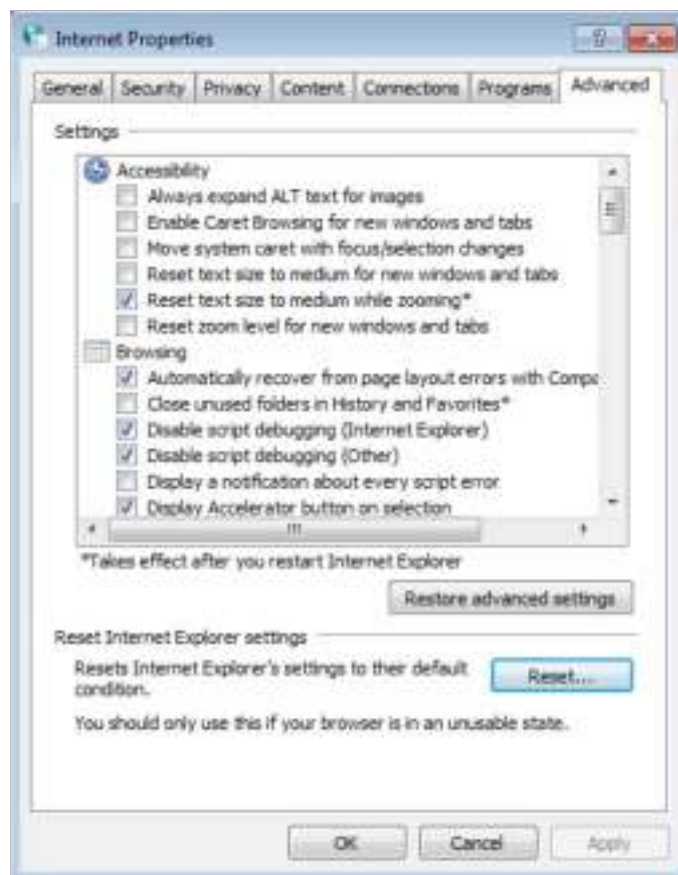 Internet Properties
General Security Privacy Content Connections Programs Advanced
Settings
Accessibility
Always expand ALT text for images
Enable Caret Browsing for new windows and tabs
Move system caret with focus/selection changes
Reset text size to medium for new windows and tabs
Reset text size to medium while zooming*
Reset zoom level for new windows and tabs
Browsing
Automatically recover from page layout errors with Compa
Close unused folders in History and Favorites*
Disable script debugging (Internet Explorer)
Disable script debugging (Other)
Display a notification about every script error
Display Accelerator button on selection
*Takes effect after you restart Internet Explorer
Restore advanced settings
Reset Internet Explorer settings
Resets Internet Explorer's settings to their default
condition.
Reset...
You should only use this if your browser is in an unusable state.
OK Cancel Apply